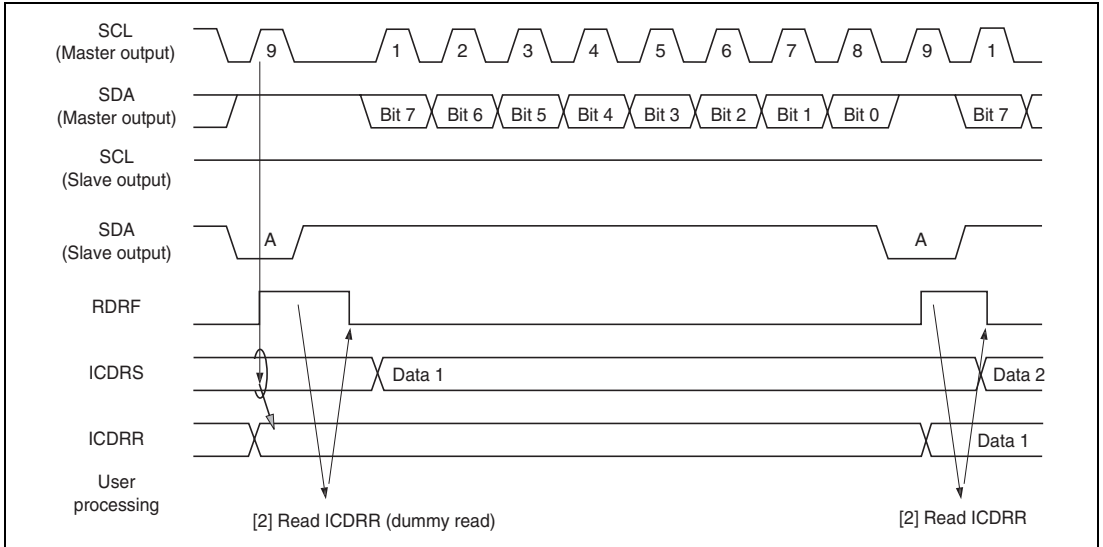 SCL
(Master output)
9 1 2 3 4 5 6 7 8 9 1
SDA
(Master output)
Bit 7 Bit 6 Bit 5 Bit 4 Bit 3 Bit 2 Bit 1 Bit 0 Bit 7
SCL
(Slave output)
SDA
(Slave output)
A A
RDRF
ICDRS
Data 1 Data 2
ICDRR
Data 1
User
processing
[2] Read ICDRR (dummy read) [2] Read ICDRR